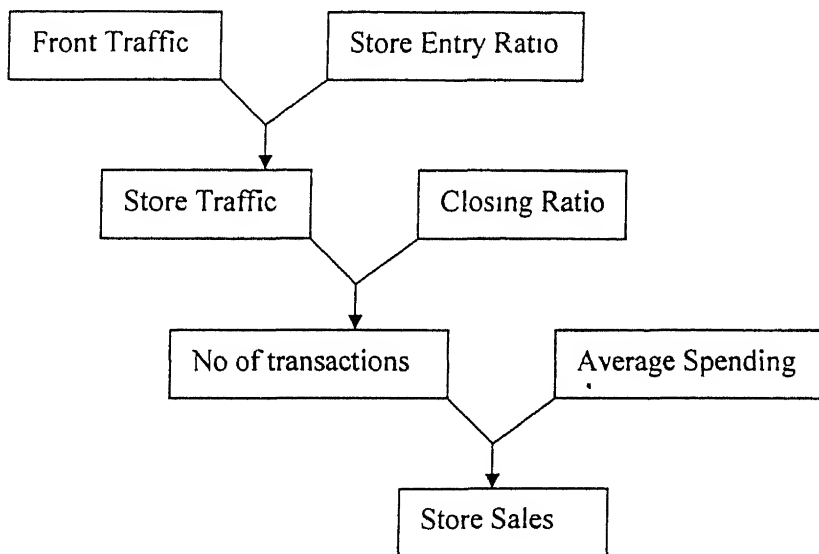 Front Traffic
Store Entry Ratio
Store Traffic
Closing Ratio
No of transactions
Average Spending
Store Sales